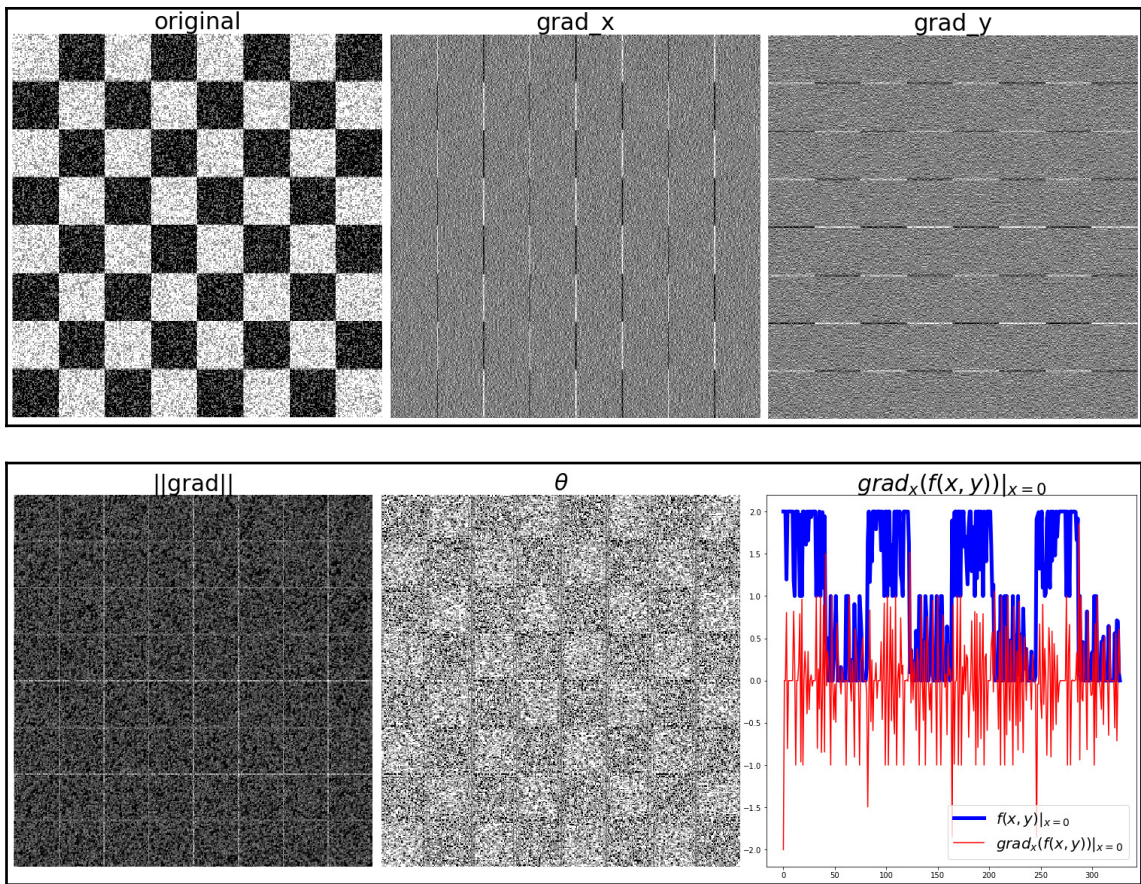 original
grad_x
grad_y
||grad||
θ
grad_x(f(x, y))|_{x=0}
2.0
1.5
1.0
0.5
0.0
−0.5
−1.0
−1.5
−2.0
f(x, y)|_{x=0}
grad_x(f(x, y))|_{x=0}
0 50 100 150 200 250 300